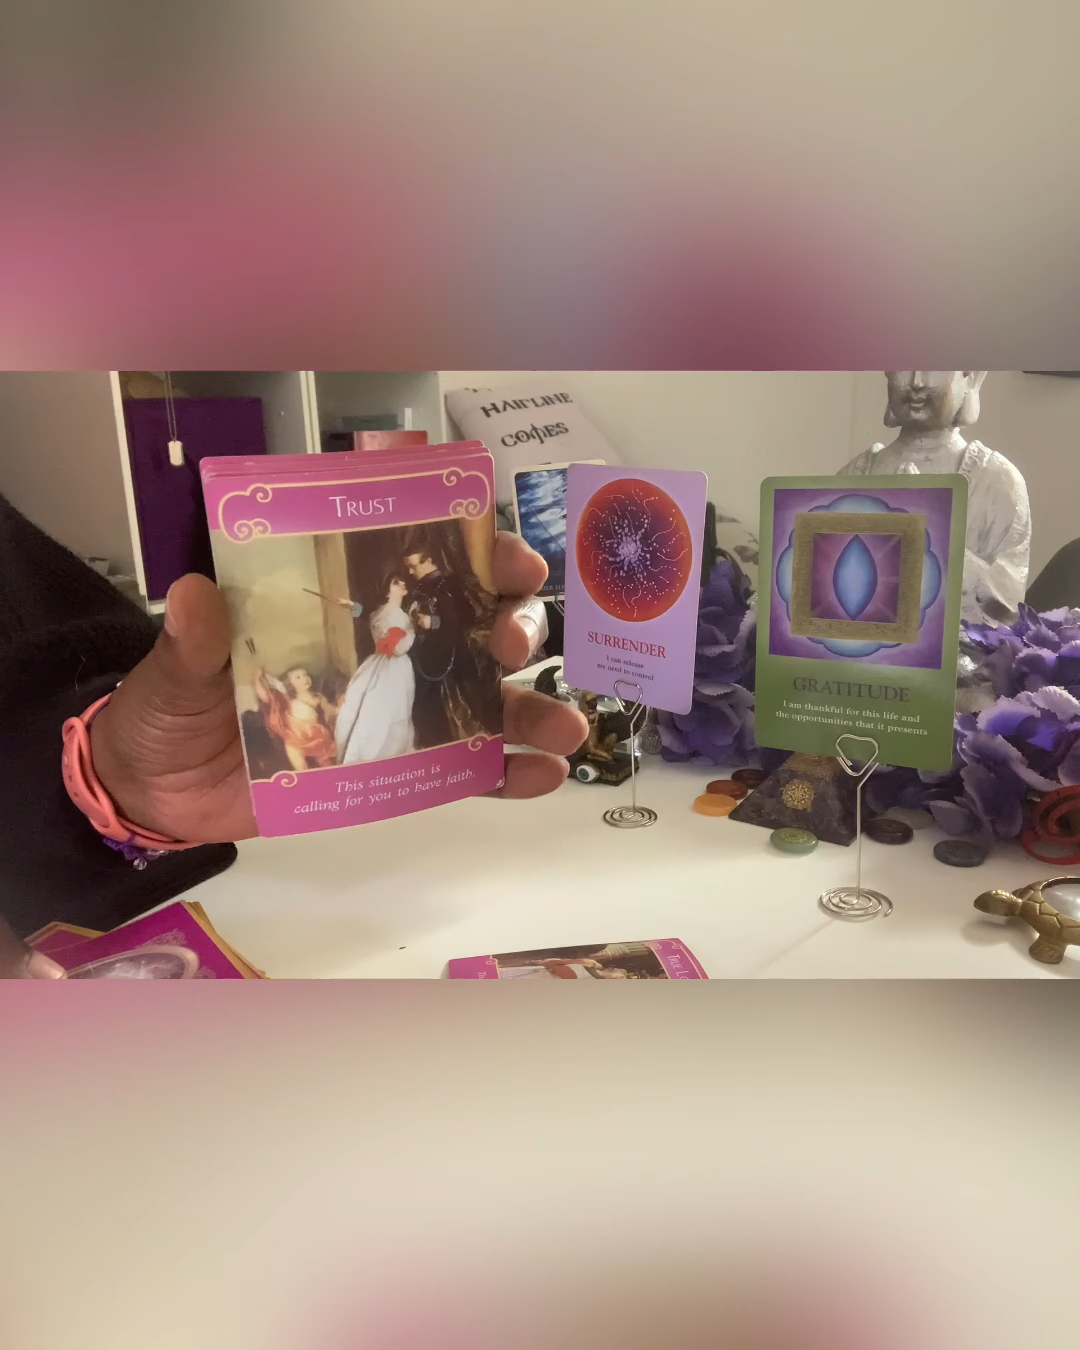 HAIRLINE
COMES
TRUST
This situation is
calling for you to have faith.
SURRENDER
I can release
my need to control
GRATITUDE
I am thankful for this life and
the opportunities that it presents
TRUE